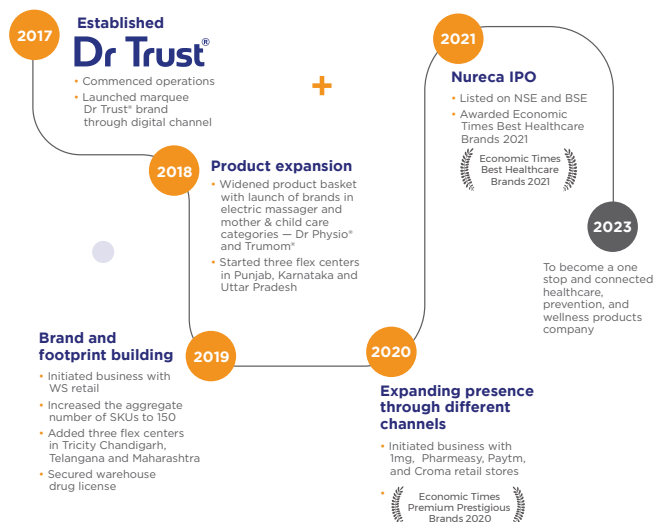 2017
Established
Dr Trust®
• Commenced operations
• Launched marquee
Dr Trust® brand
through digital channel
+
2018
Product expansion
• Widened product basket
with launch of brands in
electric massager and
mother & child care
categories — Dr Physio®
and Trumom®
• Started three flex centers
in Punjab, Karnataka and
Uttar Pradesh
2019
Brand and
footprint building
• Initiated business with
WS retail
• Increased the aggregate
number of SKUs to 150
• Added three flex centers
in Tricity Chandigarh,
Telangana and Maharashtra
• Secured warehouse
drug license
2020
Expanding presence
through different
channels
• Initiated business with
1mg, Pharmeasy, Paytm,
and Croma retail stores
• Economic Times
Premium Prestigious
Brands 2020
2021
Nureca IPO
• Listed on NSE and BSE
• Awarded Economic
Times Best Healthcare
Brands 2021
Economic Times
Best Healthcare
Brands 2021
2023
To become a one
stop and connected
healthcare,
prevention, and
wellness products
company